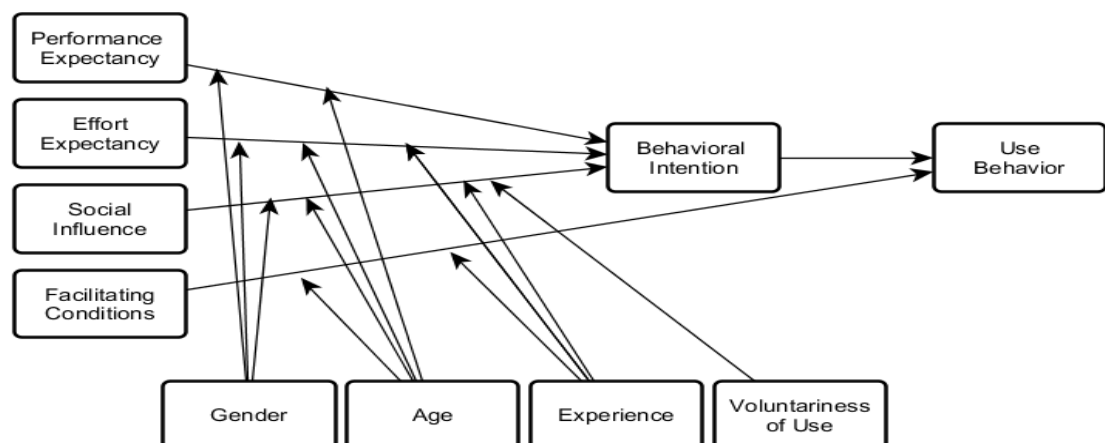 Performance
Expectancy
Effort
Expectancy
Social
Influence
Facilitating
Conditions
Behavioral
Intention
Use
Behavior
Gender
Age
Experience
Voluntariness
of Use